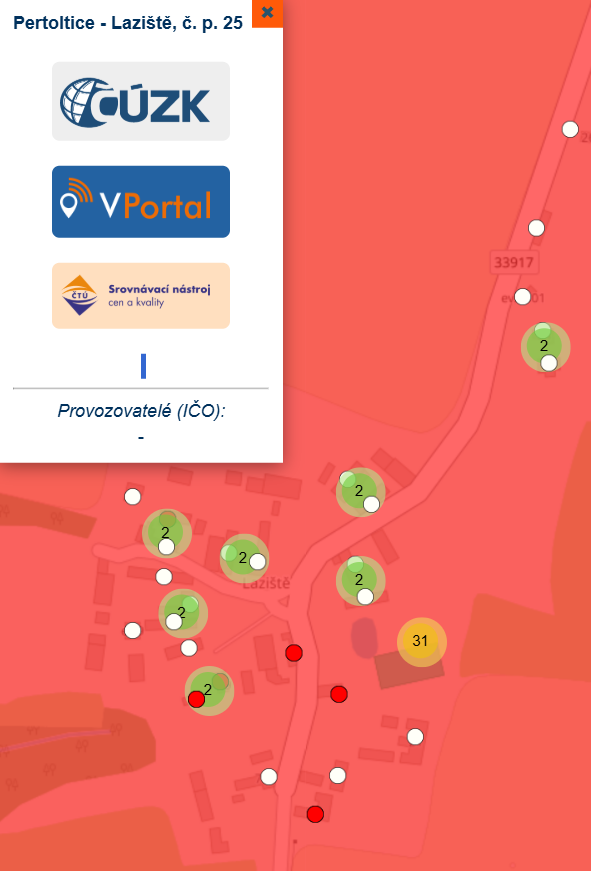 Pertoltice - Laziště, č. p. 25
ČÚZK
VPortal
ČTÚ
Srovnávací nástroj
cen a kvality
Provozovatelé (IČO):
-
33917
2
2
2
2
Laziště
2
2
31
2